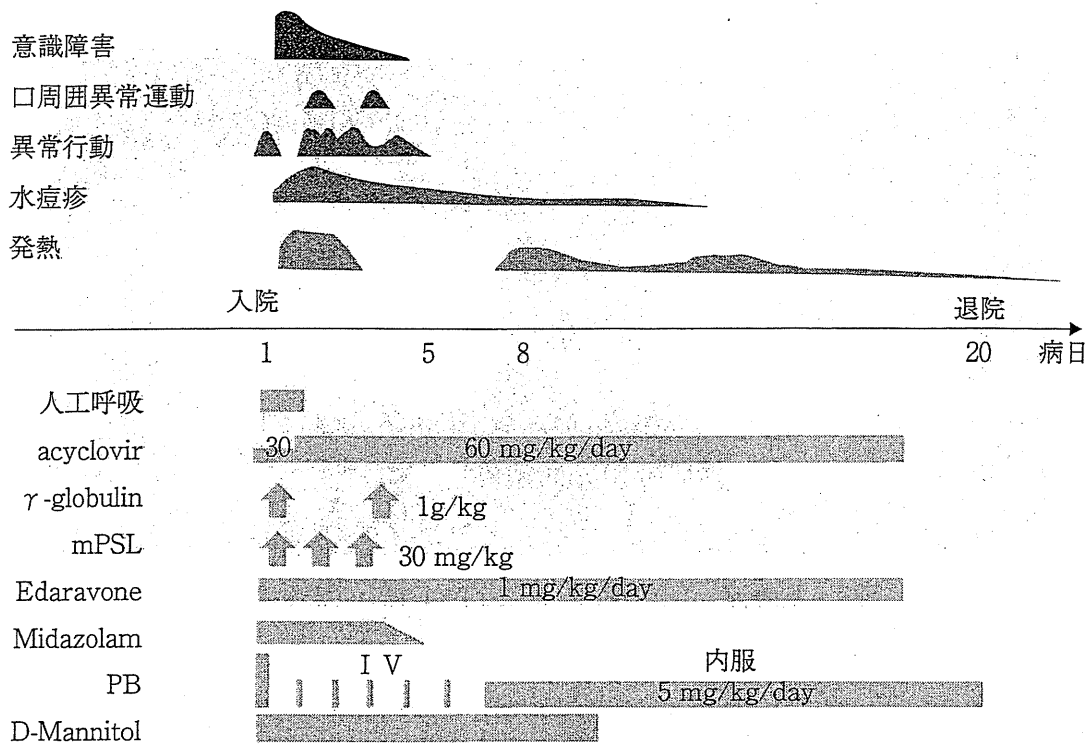 意識障害
口周囲異常運動
異常行動
水痘疹
発熱
入院 退院
1 5 8 20 病日
人工呼吸
acyclovir 30 60 mg/kg/day
γ-globulin 1g/kg
mPSL 30 mg/kg
Edaravone 1 mg/kg/day
Midazolam
IV 内服
PB 5 mg/kg/day
D-Mannitol